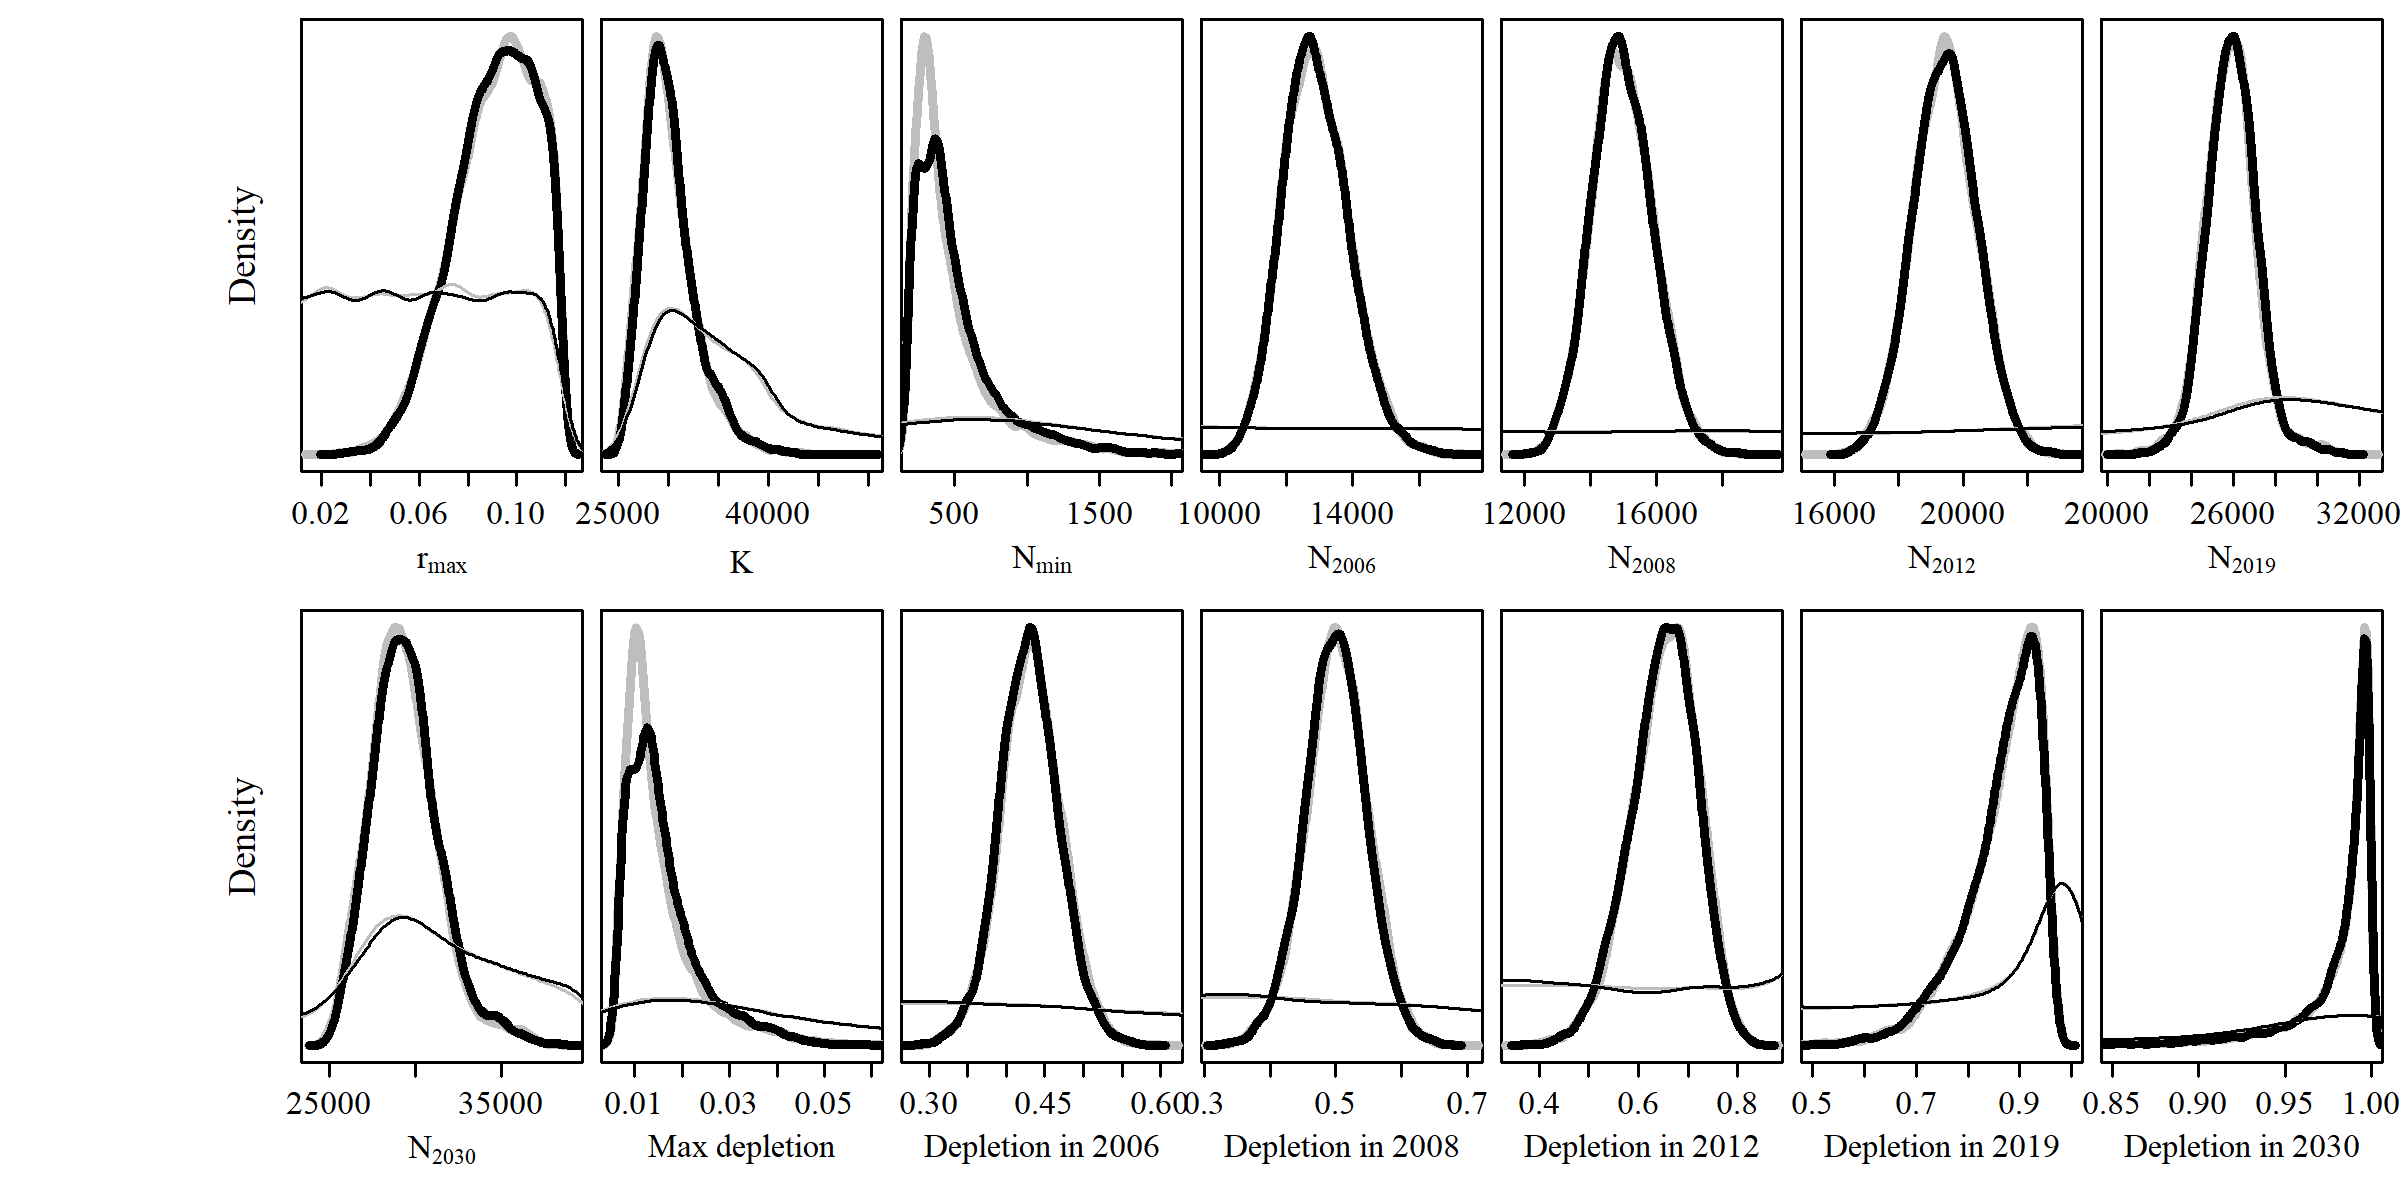 Density
0.02 0.06 0.10 25000 40000 500 1500 10000 14000 12000 16000 16000 20000 20000 26000 32000
rmax K Nmin N2006 N2008 N2012 N2019
Density
25000 35000 0.01 0.03 0.05 0.30 0.45 0.60 0.3 0.5 0.7 0.4 0.6 0.8 0.5 0.7 0.9 0.85 0.90 0.95 1.00
N2030 Max depletion Depletion in 2006 Depletion in 2008 Depletion in 2012 Depletion in 2019 Depletion in 2030